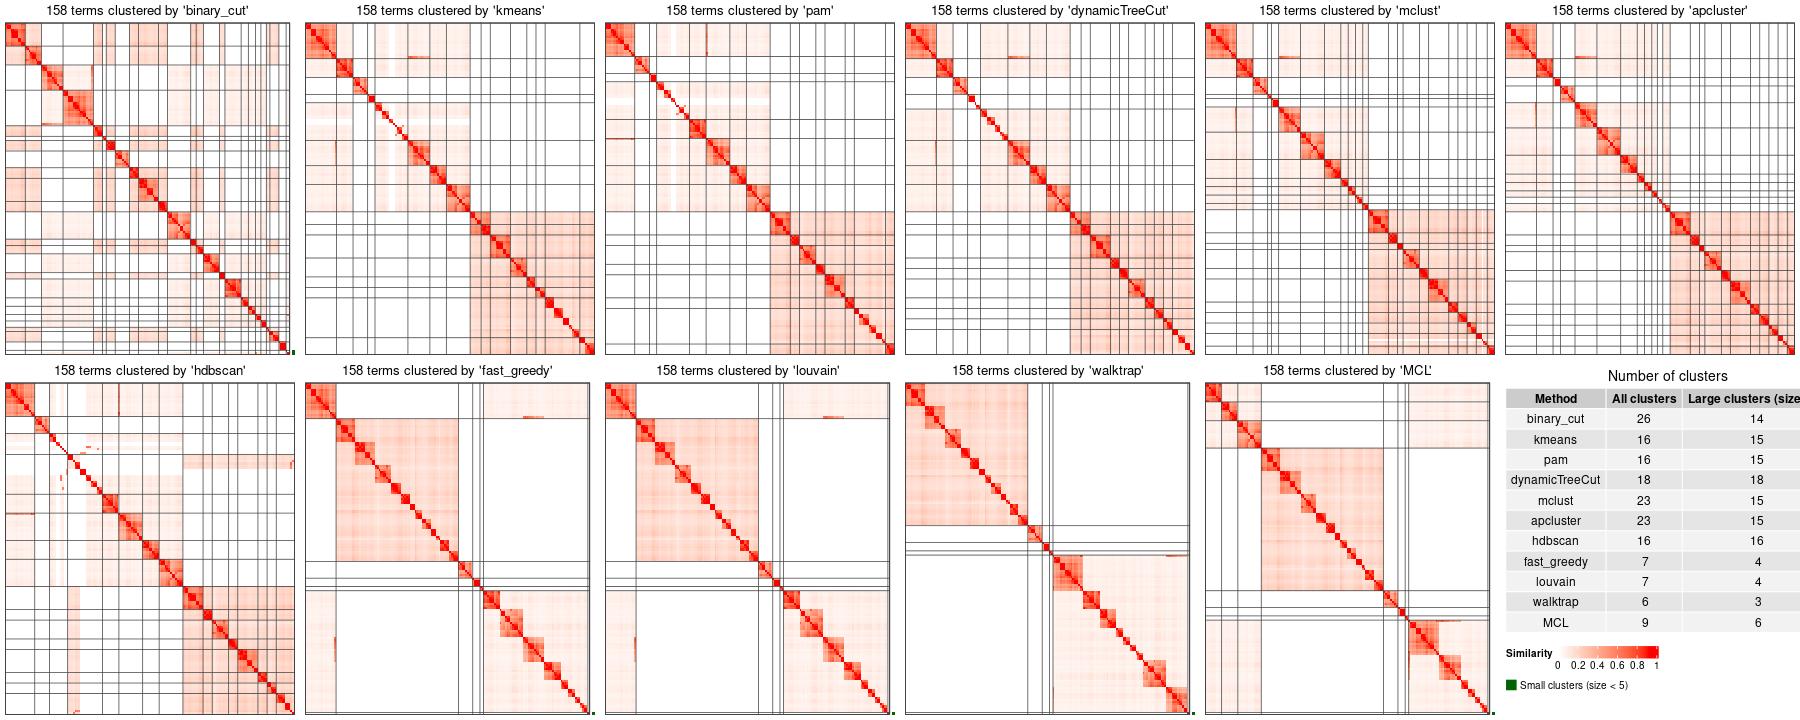 158 terms clustered by 'binary_cut'
158 terms clustered by 'kmeans'
158 terms clustered by 'pam'
158 terms clustered by 'dynamicTreeCut'
158 terms clustered by 'mclust'
158 terms clustered by 'apcluster'
158 terms clustered by 'hdbscan'
158 terms clustered by 'fast_greedy'
158 terms clustered by 'louvain'
158 terms clustered by 'walktrap'
158 terms clustered by 'MCL'
Number of clusters
Method All clusters Large clusters (size
binary_cut 26 14
kmeans 16 15
pam 16 15
dynamicTreeCut 18 18
mclust 23 15
apcluster 23 15
hdbscan 16 16
fast_greedy 7 4
louvain 7 4
walktrap 6 3
MCL 9 6
Similarity
0 0.2 0.4 0.6 0.8 1
Small clusters (size < 5)